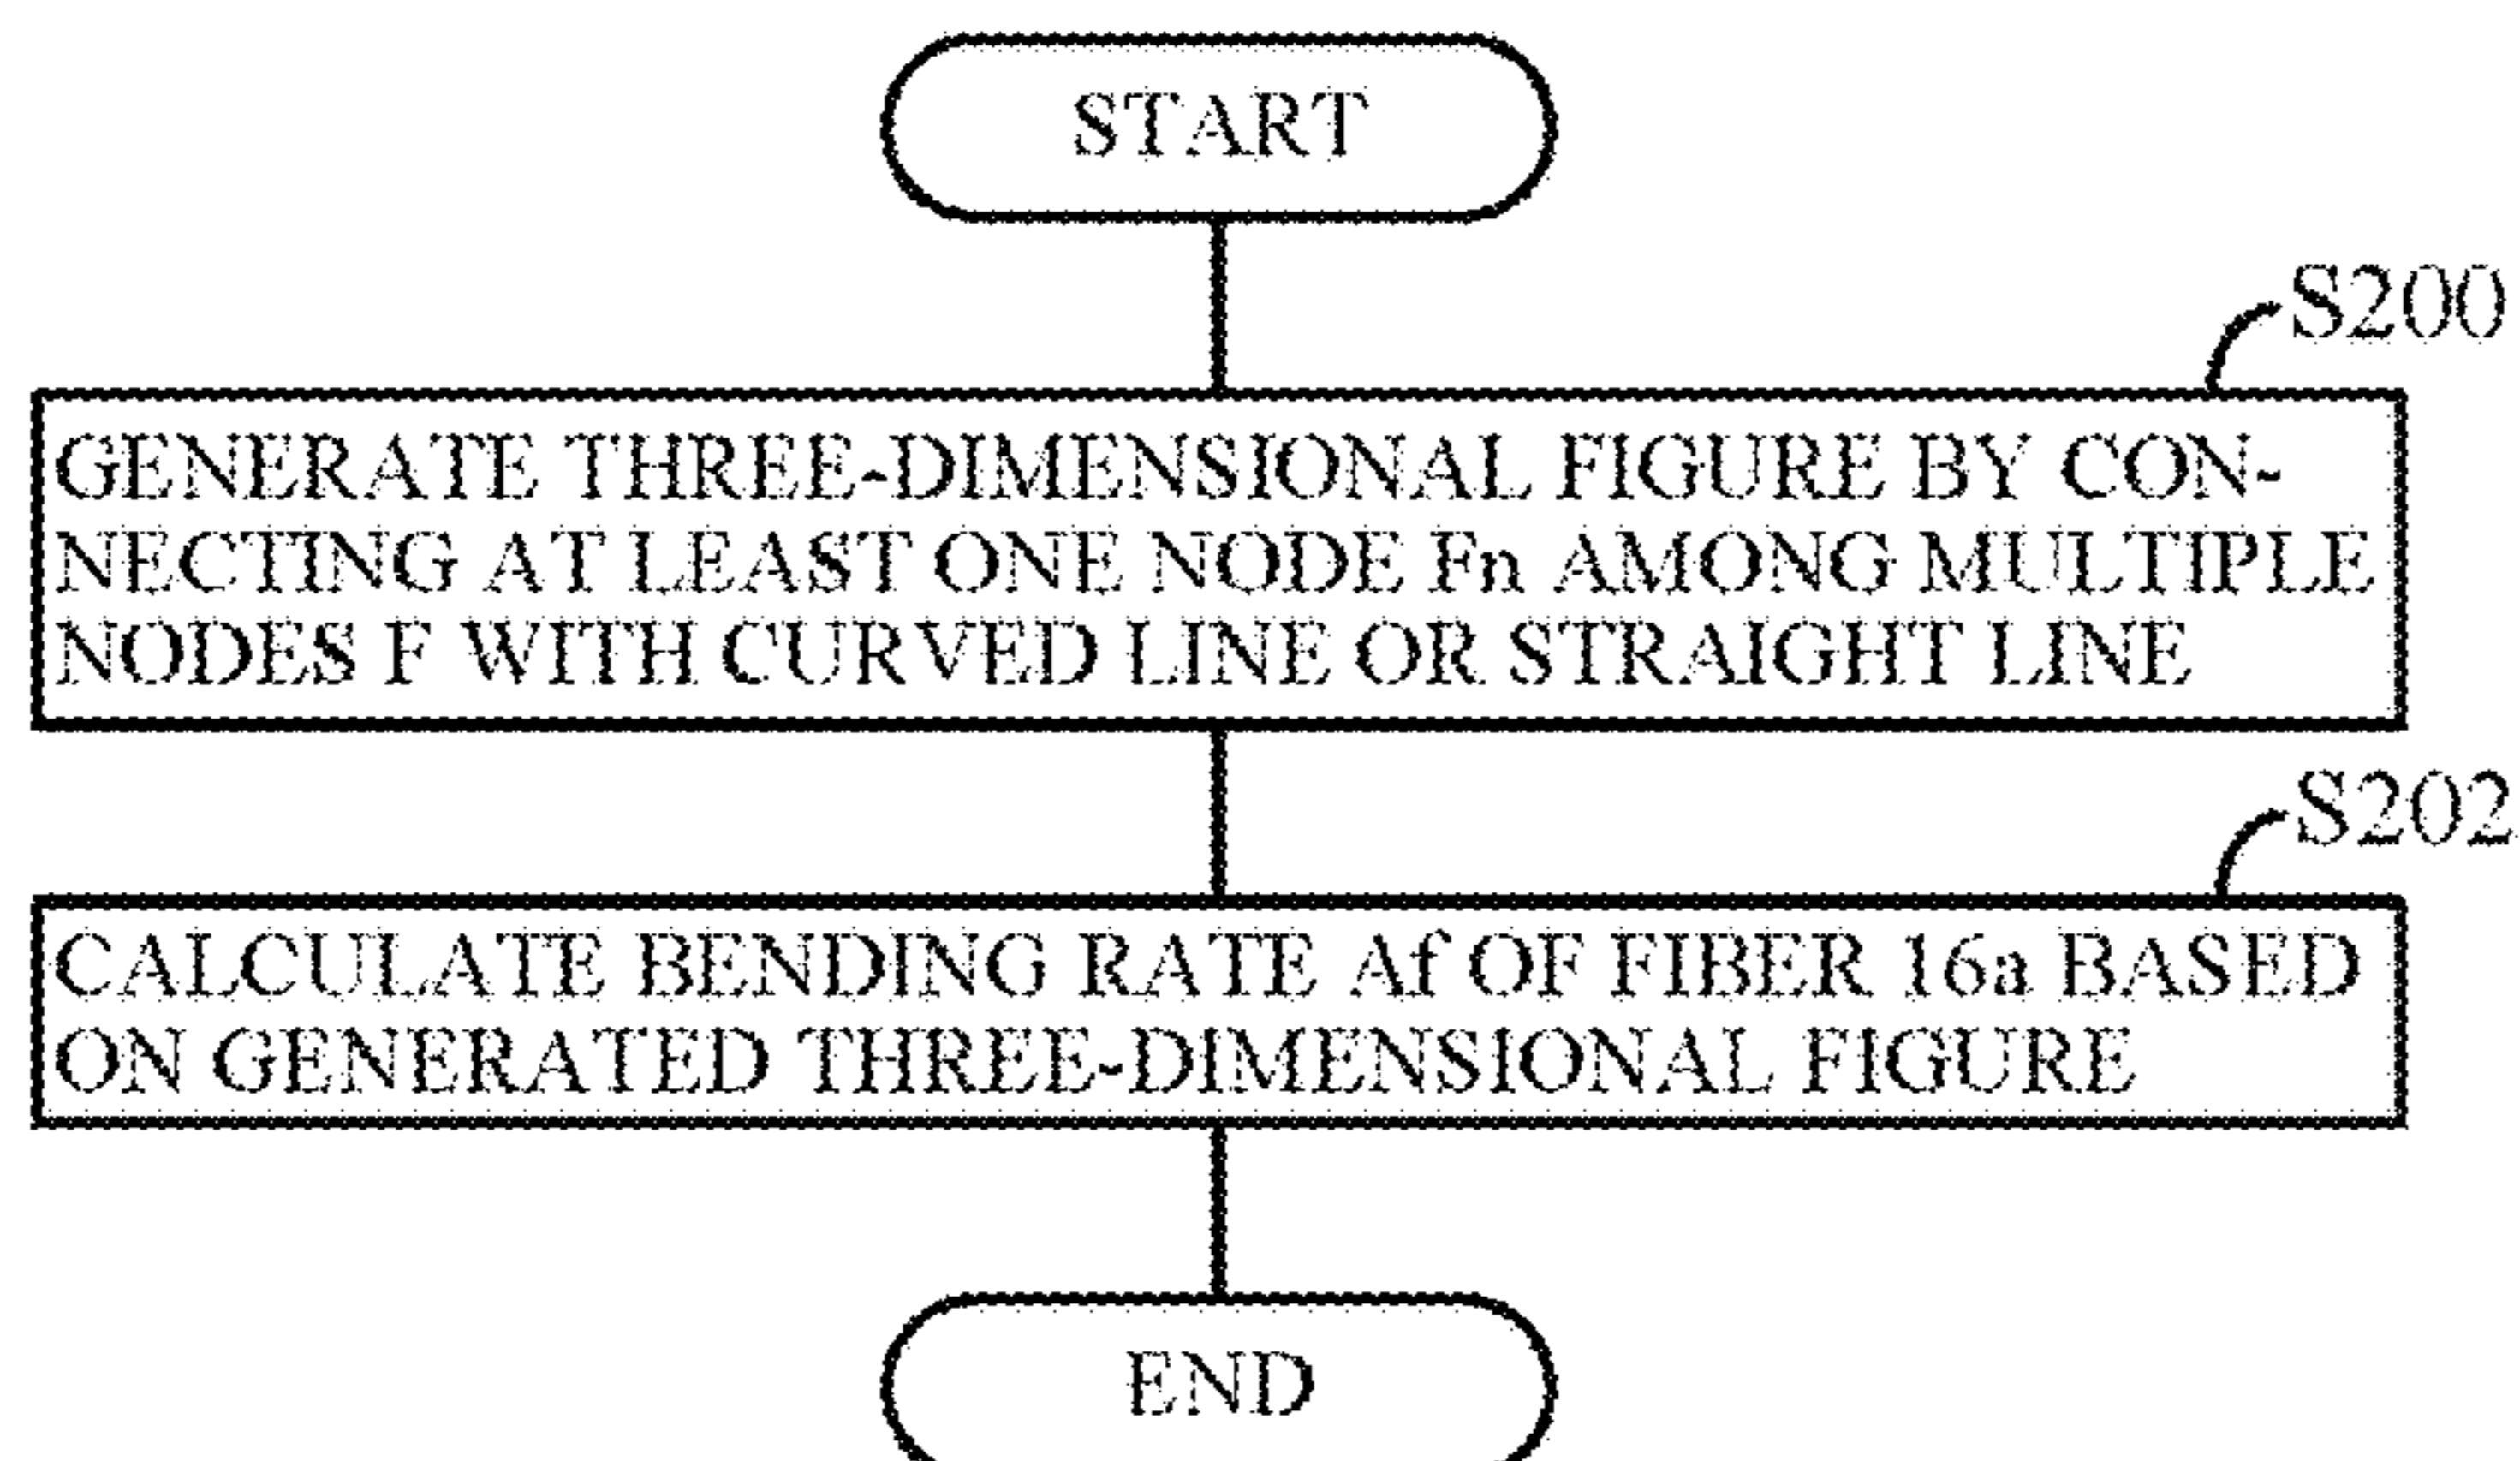 START
S200
GENERATE THREE-DIMENSIONAL FIGURE BY CON-
NECTING AT LEAST ONE NODE Fn AMONG MULTIPLE
NODES F WITH CURVED LINE OR STRAIGHT LINE
S202
CALCULATE BENDING RATE Af OF FIBER 16a BASED
ON GENERATED THREE-DIMENSIONAL FIGURE
END